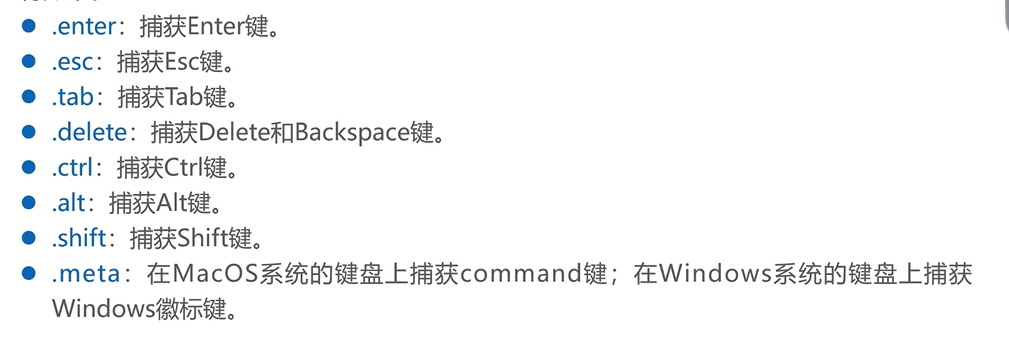 .enter：捕获Enter键。
.esc：捕获Esc键。
.tab：捕获Tab键。
.delete：捕获Delete和Backspace键。
.ctrl：捕获Ctrl键。
.alt：捕获Alt键。
.shift：捕获Shift键。
.meta：在MacOS系统的键盘上捕获command键；在Windows系统的键盘上捕获
Windows徽标键。